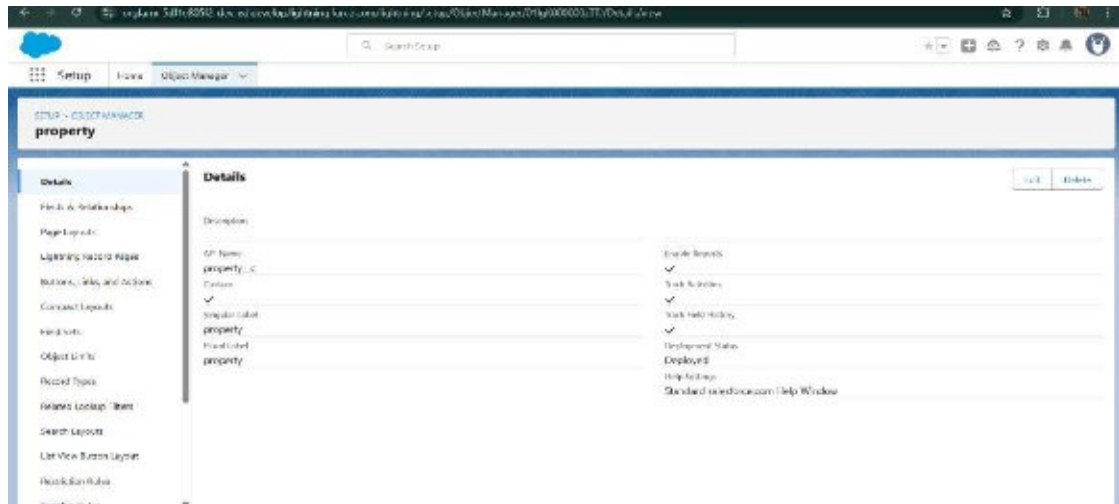 Search Setup
Setup
Home
Object Manager
SETUP > OBJECT MANAGER
property
Details
Fields & Relationships
Page Layouts
Lightning Record Pages
Buttons, Links, and Actions
Compact Layouts
Field Sets
Object Limits
Record Types
Related Lookup Filters
Search Layouts
List View Button Layout
Restriction Rules
Details
Edit
Delete
Description
API Name
property__c
Custom
Singular Label
property
Plural Label
property
Enable Reports
Track Activities
Track Field History
Deployment Status
Deployed
Help Settings
Standard salesforce.com Help Window